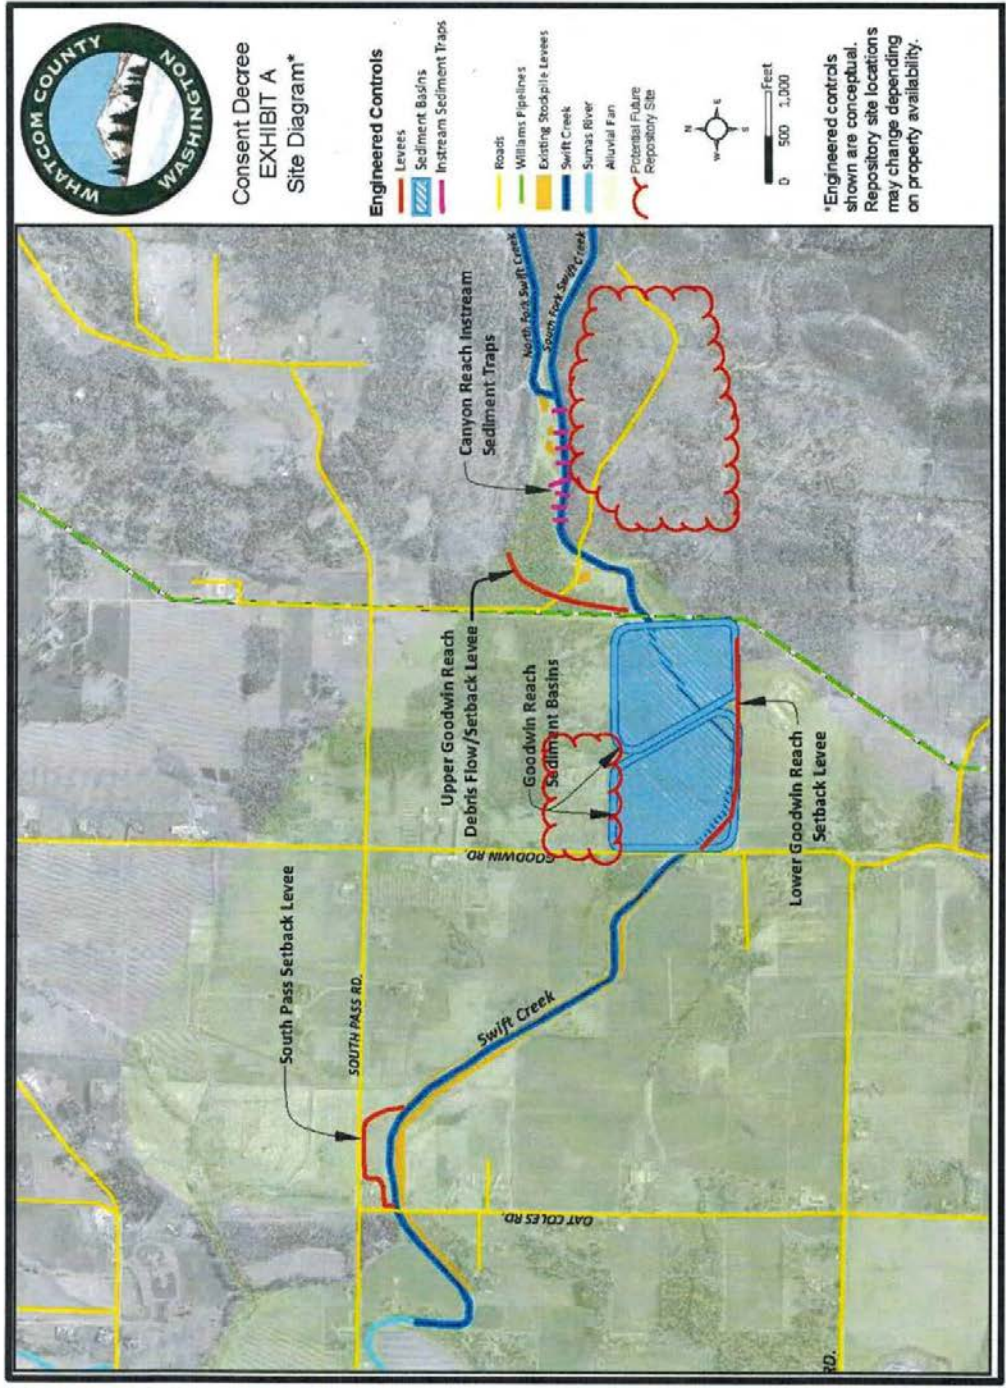 WHATCOM COUNTY
WASHINGTON
Consent Decree
EXHIBIT A
Site Diagram*
Engineered Controls
Levees
Sediment Basins
Instream Sediment Traps
Roads
Williams Pipelines
Existing Stockpile Levees
Swift Creek
Sumas River
Alluvial Fan
Potential Future
Repository Site
N
W
E
S
Feet
0 500 1,000
*Engineered controls
shown are conceptual.
Repository site locations
may change depending
on property availability.
North Fork Swift Creek
South Fork Swift Creek
Canyon Reach Instream
Sediment Traps
Upper Goodwin Reach
Debris Flow/Setback Levee
Goodwin Reach
Sediment Basins
GOODWIN RD.
Lower Goodwin Reach
Setback Levee
South Pass Setback Levee
SOUTH PASS RD.
Swift Creek
OAT COLES RD.
RD.